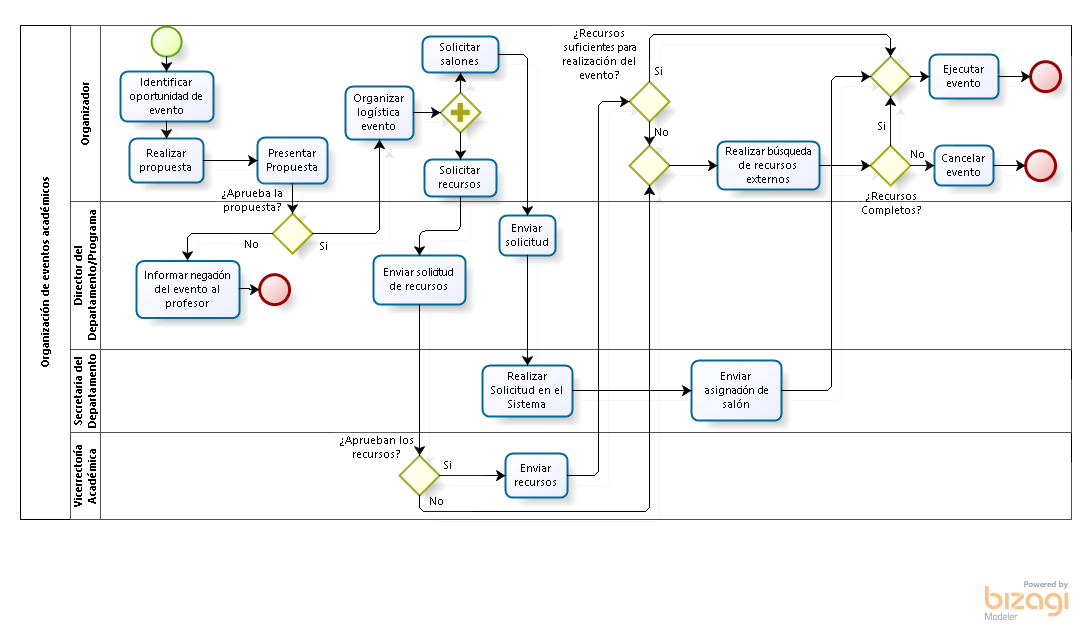 Organización de eventos académicos
Organizador
Identificar
oportunidad de
evento
Realizar
propuesta
Presentar
Propuesta
¿Aprueba la
propuesta?
Organizar
logística
evento
Solicitar
salones
Solicitar
recursos
¿Recursos
suficientes para
realización del
evento?
Si
No
Realizar búsqueda
de recursos
externos
Si
No
¿Recursos
Completos?
Ejecutar
evento
Cancelar
evento
Director del
Departamento/Programa
No
Si
Informar negación
del evento al
profesor
Enviar solicitud
de recursos
Enviar
solicitud
Secretaria del
Departamento
Realizar
Solicitud en el
Sistema
Enviar
asignación de
salón
Vicerrectoría
Académica
¿Aprueban los
recursos?
Si
No
Enviar
recursos
Powered by
bizagi
Modeler